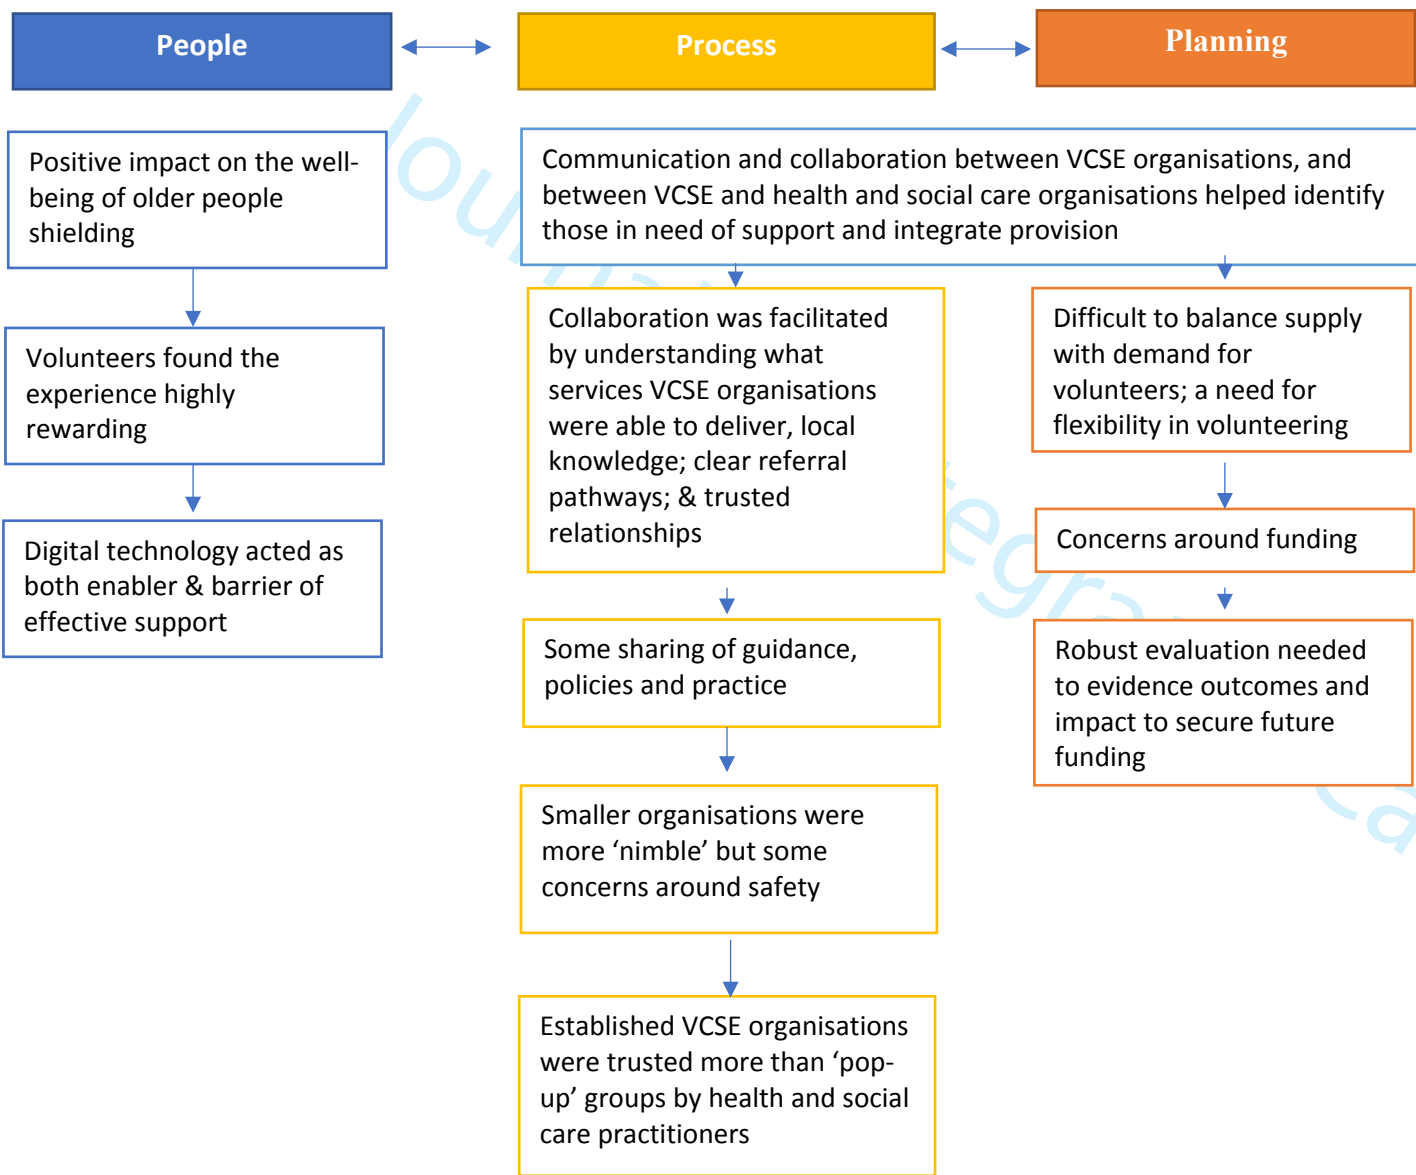 People
Process
Planning
Positive impact on the well-
being of older people
shielding
Volunteers found the
experience highly
rewarding
Digital technology acted as
both enabler & barrier of
effective support
Communication and collaboration between VCSE organisations, and
between VCSE and health and social care organisations helped identify
those in need of support and integrate provision
Collaboration was facilitated
by understanding what
services VCSE organisations
were able to deliver, local
knowledge; clear referral
pathways; & trusted
relationships
Some sharing of guidance,
policies and practice
Smaller organisations were
more ‘nimble’ but some
concerns around safety
Established VCSE organisations
were trusted more than ‘pop-
up’ groups by health and social
care practitioners
Difficult to balance supply
with demand for
volunteers; a need for
flexibility in volunteering
Concerns around funding
Robust evaluation needed
to evidence outcomes and
impact to secure future
funding